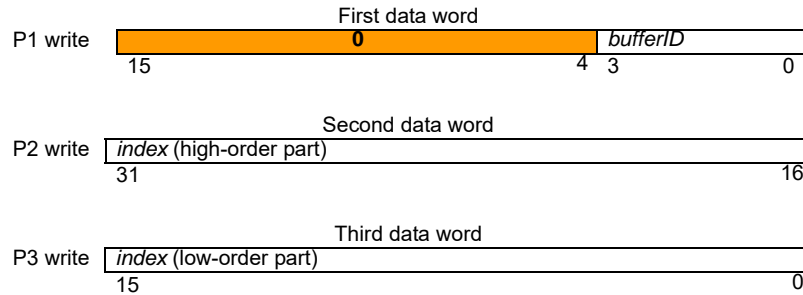 First data word
P1 write 0 bufferID
15 4 3 0
Second data word
P2 write index (high-order part)
31 16
Third data word
P3 write index (low-order part)
15 0